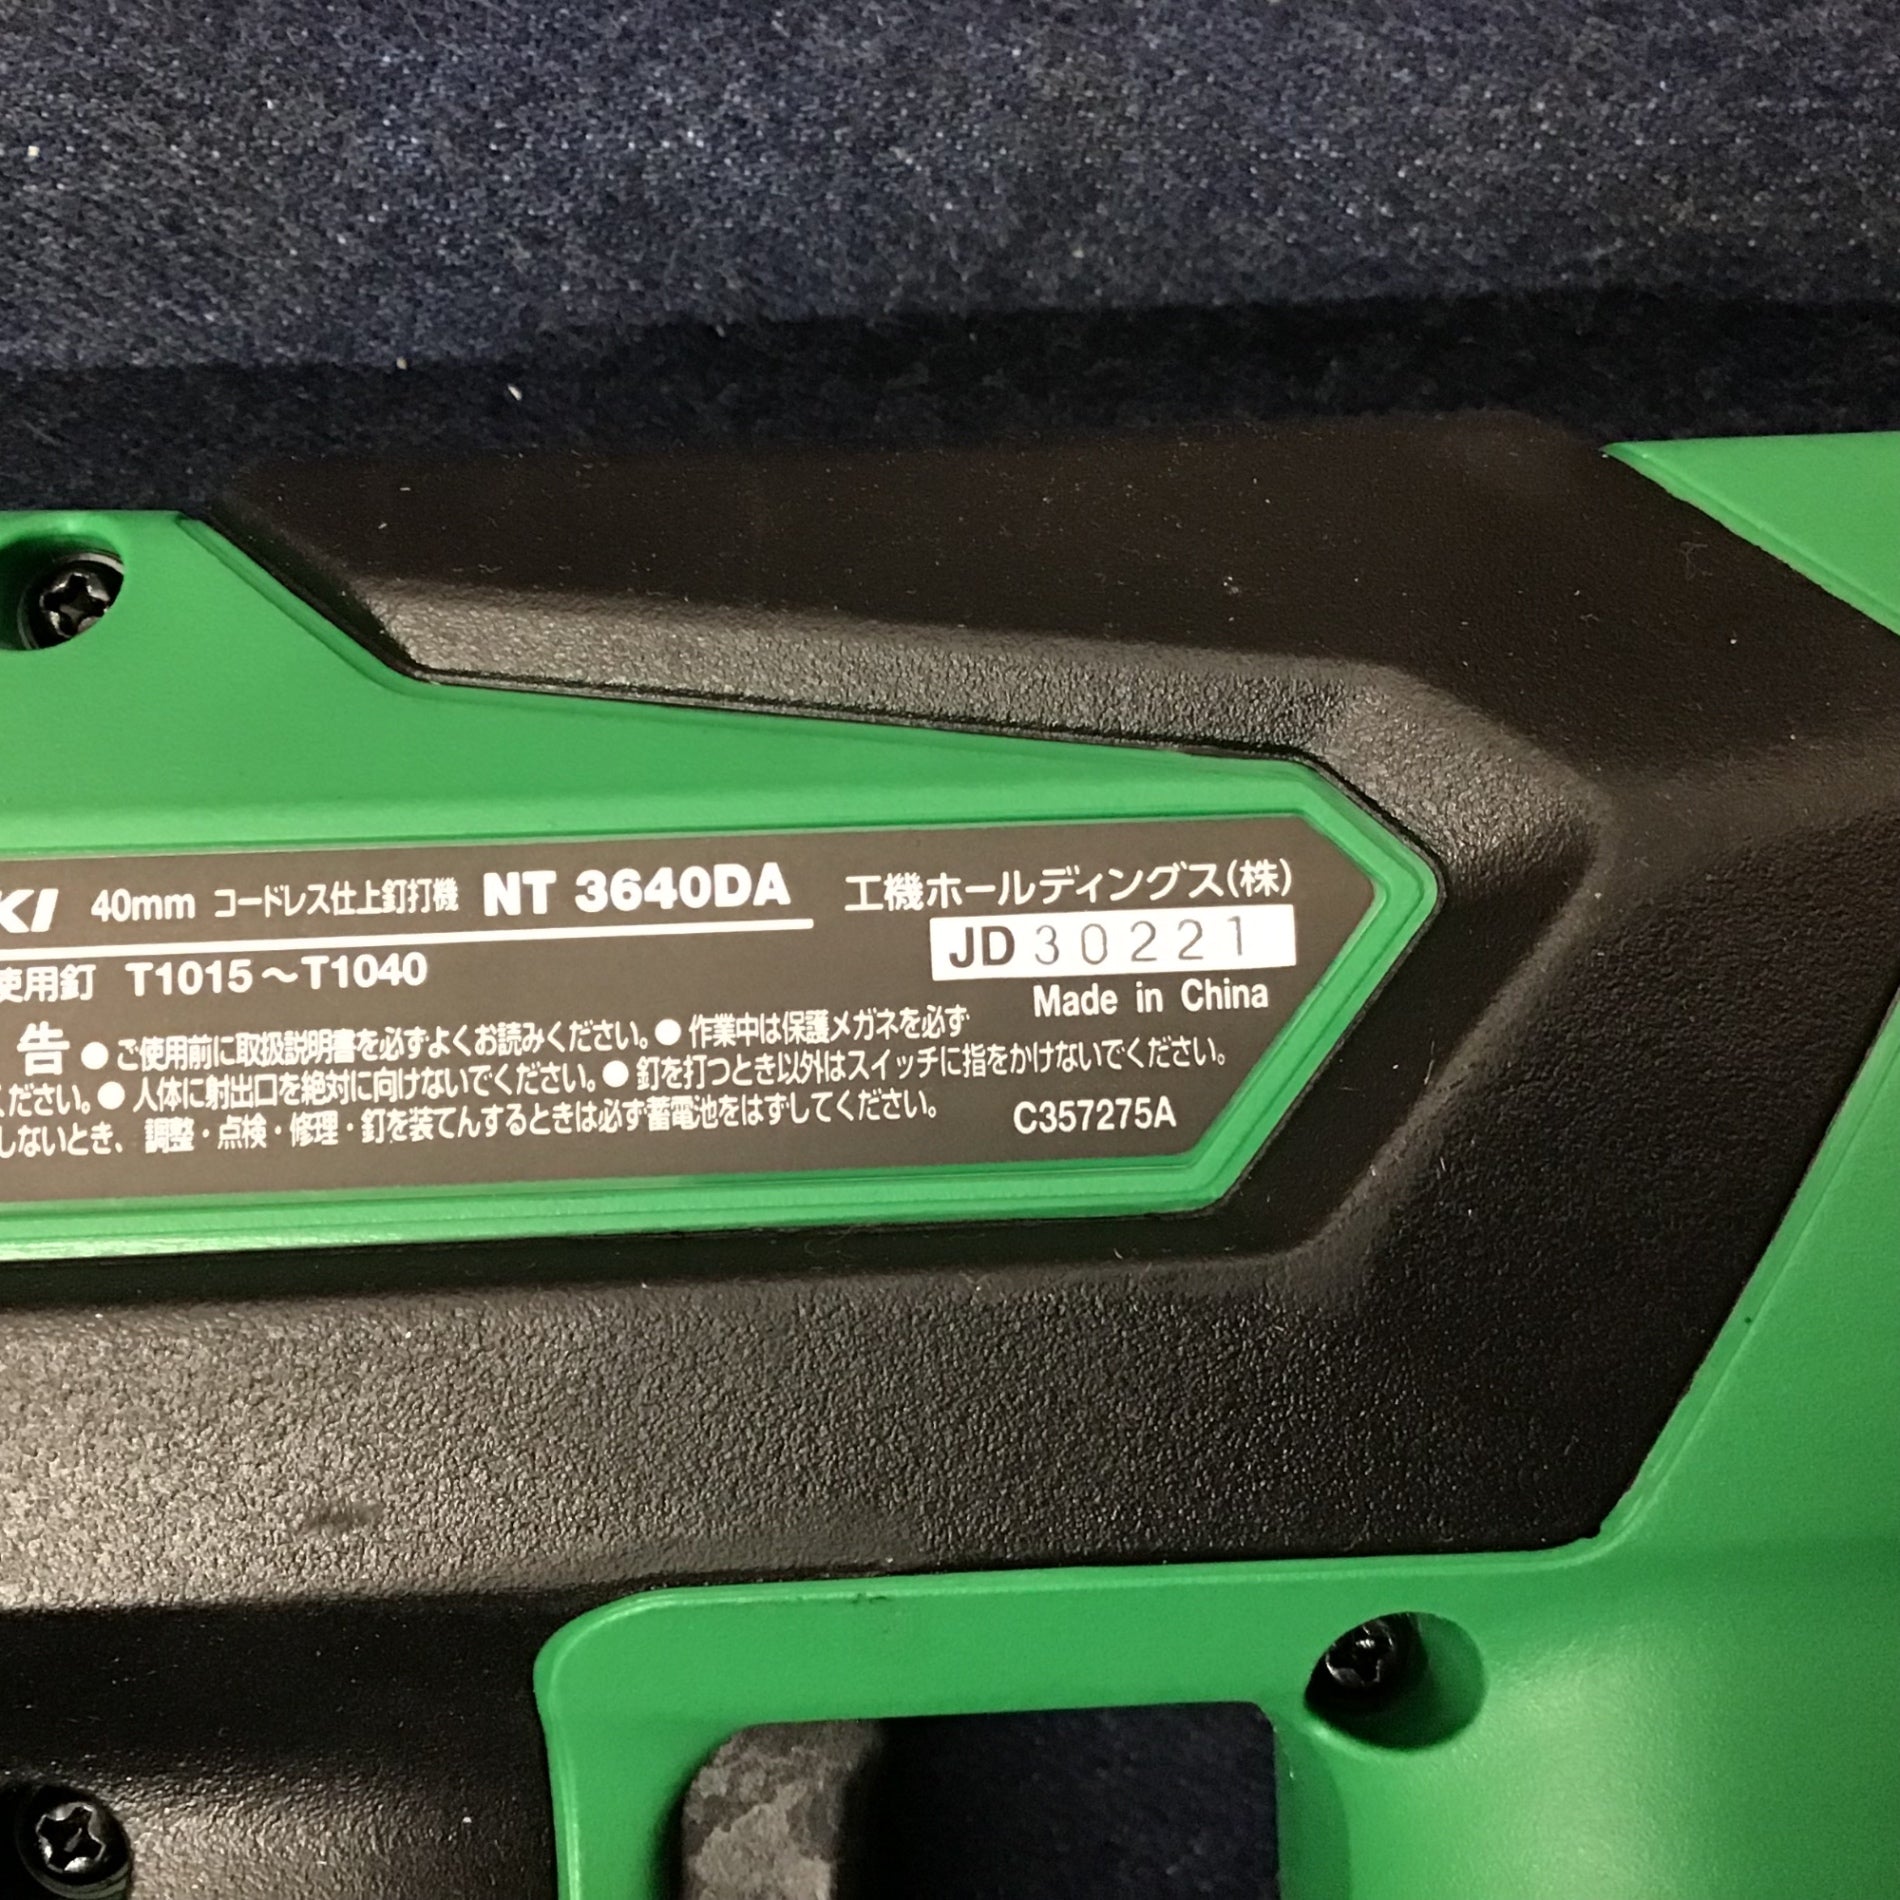 KI 40mm コードレス仕上釘打機 NT 3640DA
使用釘 T1015～T1040
告 ● ご使用前に取扱説明書を必ずよくお読みください。● 作業中は保護メガネを必ず
ください。● 人体に射出口を絶対に向けないでください。● 釘を打つとき以外はスイッチに指をかけないでください。
しないとき、調整・点検・修理・釘を装てんするときは必ず蓄電池をはずしてください。
工機ホールディングス(株)
JD 30221
Made in China
C357275A